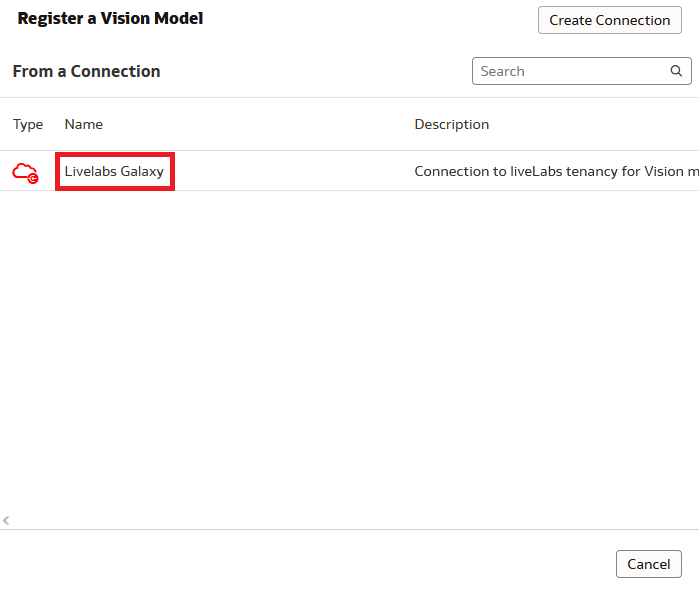 Register a Vision Model
Create Connection
From a Connection
Search
Type Name Description
Livelabs Galaxy Connection to liveLabs tenancy for Vision m
Cancel